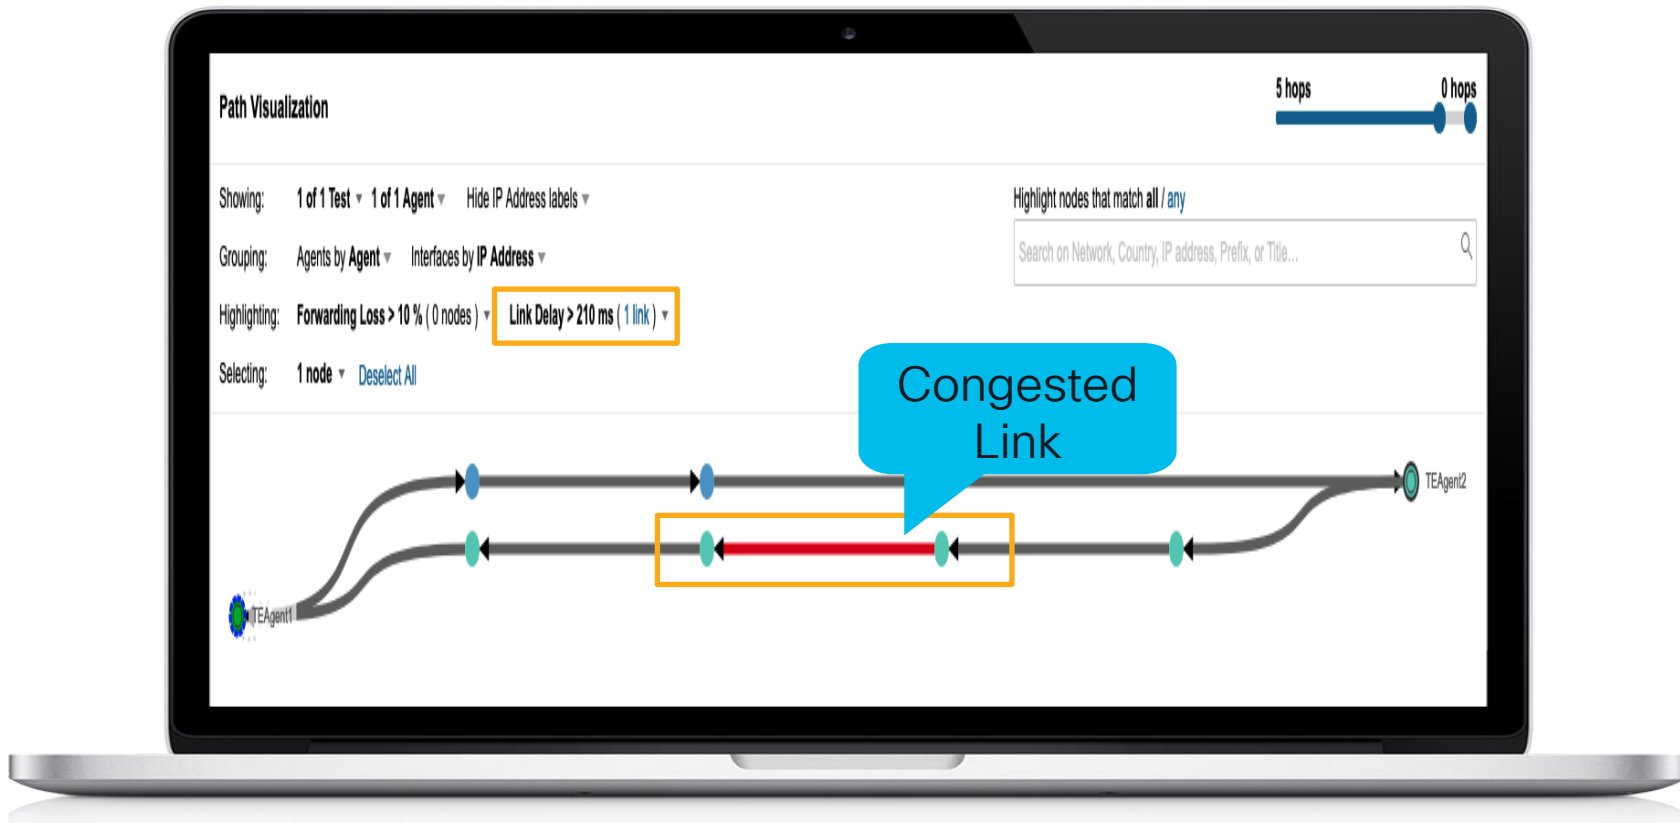 Path Visualization
5 hops 0 hops
Showing: 1 of 1 Test 1 of 1 Agent Hide IP Address labels
Highlight nodes that match all / any
Grouping: Agents by Agent Interfaces by IP Address
Search on Network, Country, IP address, Prefix, or Title...
Highlighting: Forwarding Loss > 10 % ( 0 nodes ) Link Delay > 210 ms ( 1 link )
Selecting: 1 node Deselect All
Congested
Link
TEAgent2
TEAgent1